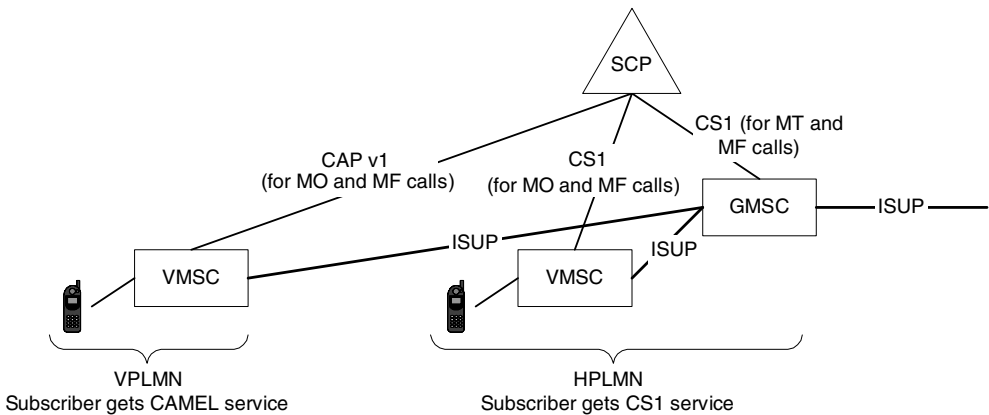 SCP
CS1 (for MT and
MF calls)
CAP v1
(for MO and MF calls)
CS1
(for MO and MF calls)
GMSC
ISUP
ISUP
ISUP
VMSC
VMSC
VPLMN
Subscriber gets CAMEL service
HPLMN
Subscriber gets CS1 service